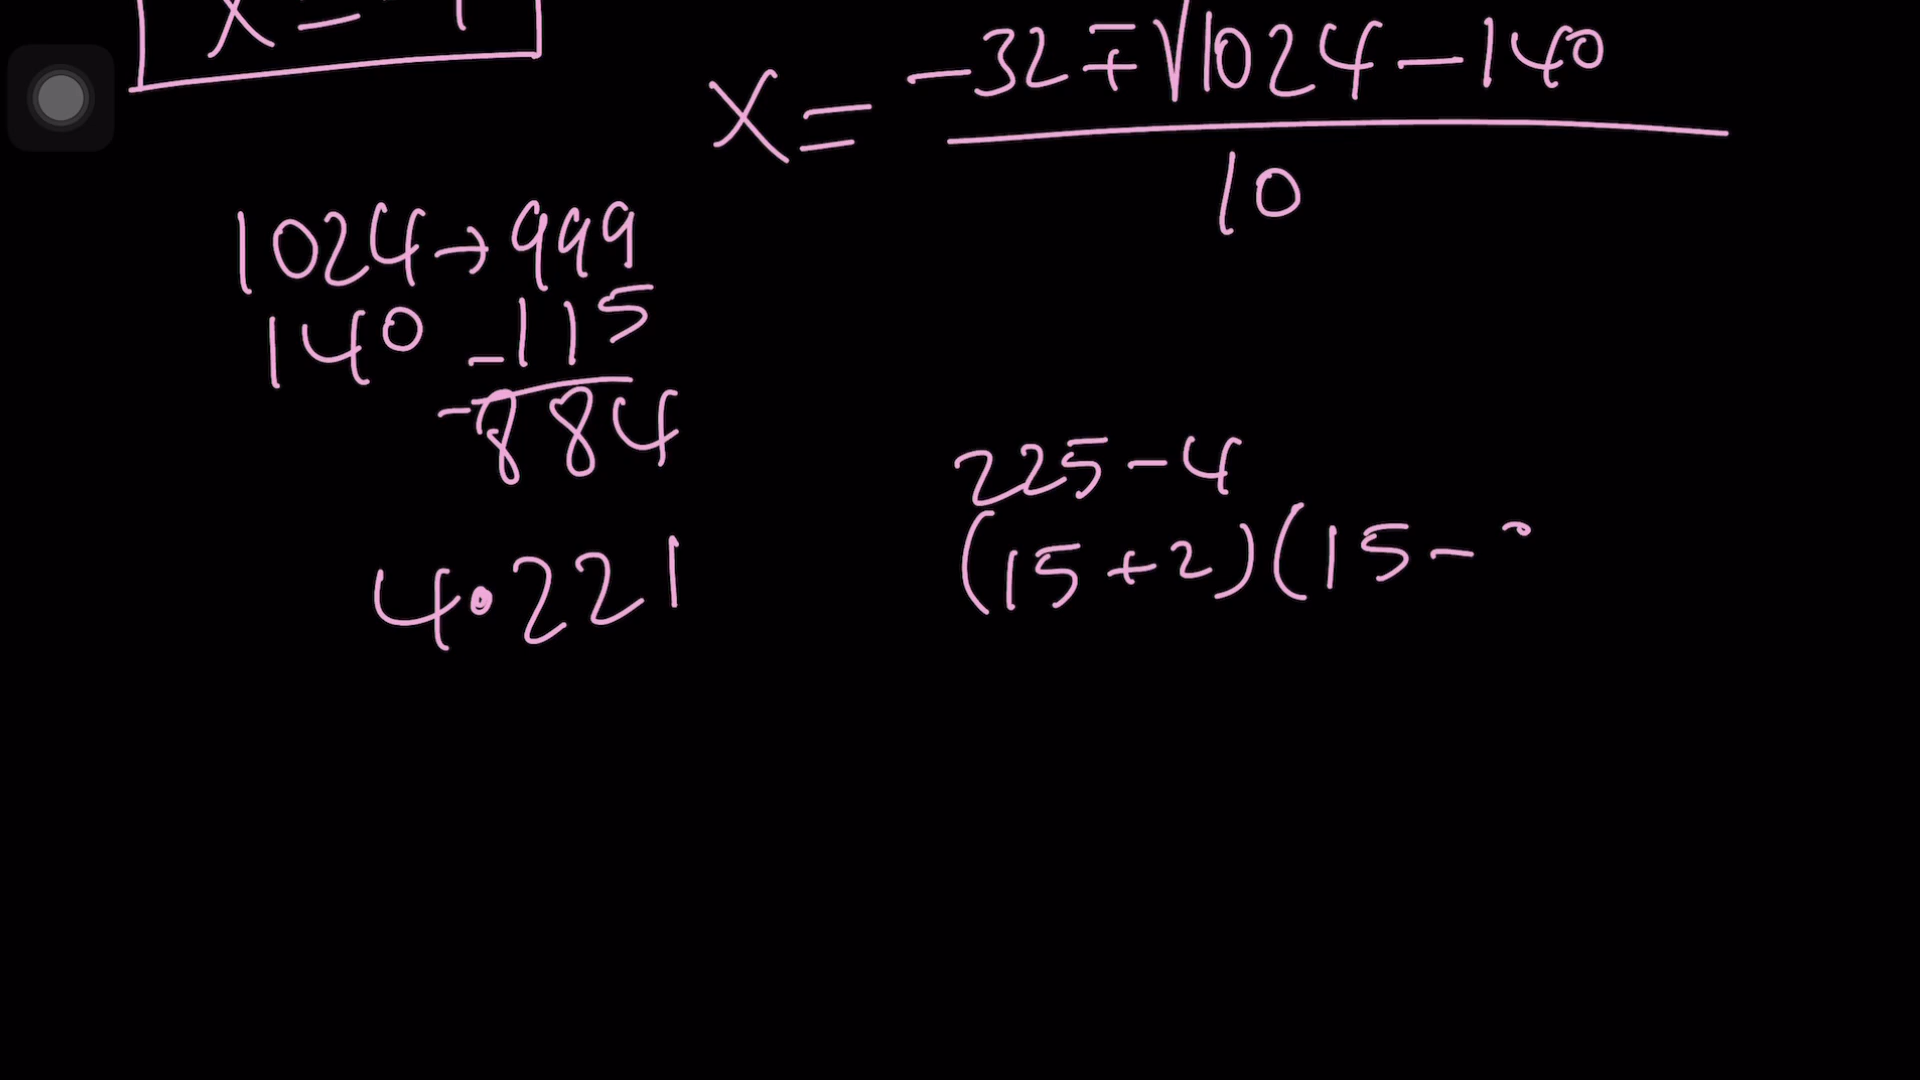 x =
x = -32 ∓ √1024 - 140
10
1024 → 999
140 - 115
- 884
225 - 4
(15 + 2)(15 -
4 · 221